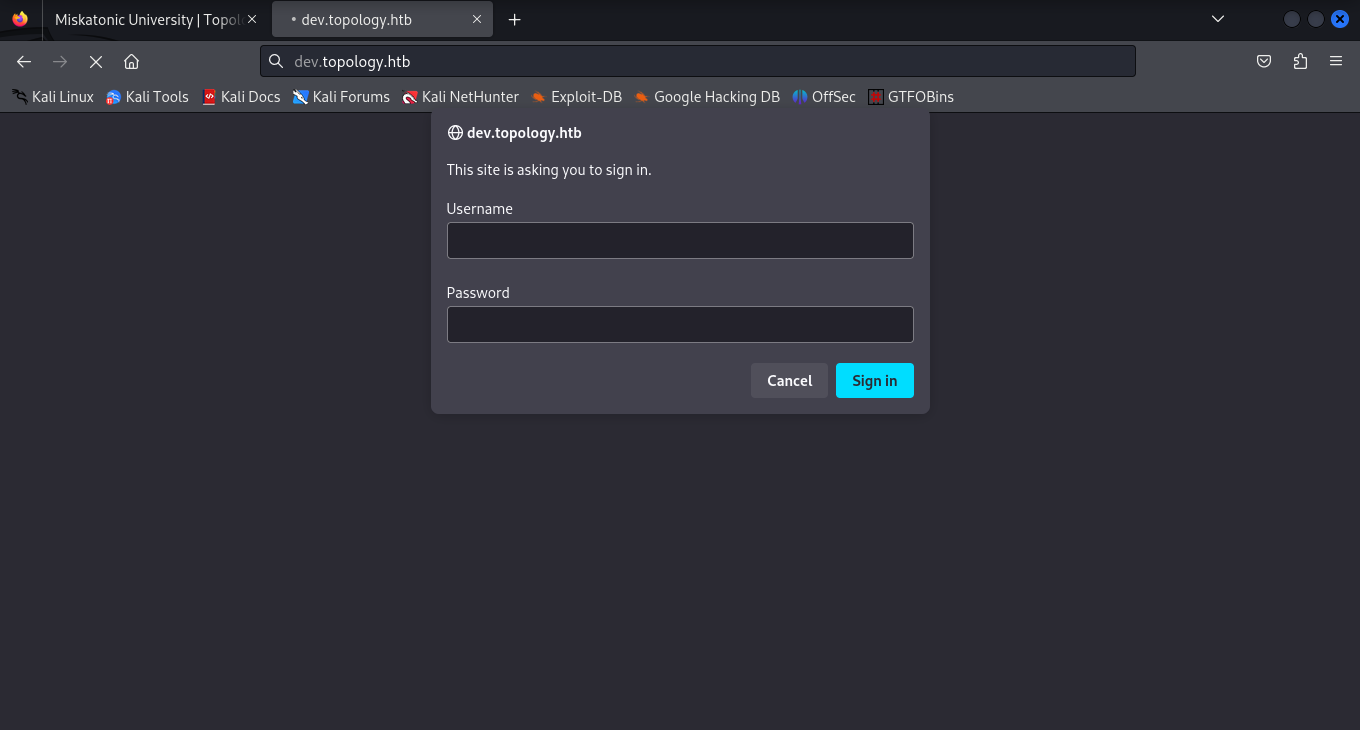 Miskatonic University | Topol
• dev.topology.htb
dev.topology.htb
Kali Linux Kali Tools Kali Docs Kali Forums Kali NetHunter Exploit-DB Google Hacking DB OffSec GTFOBins
dev.topology.htb
This site is asking you to sign in.
Username
Password
Cancel Sign in